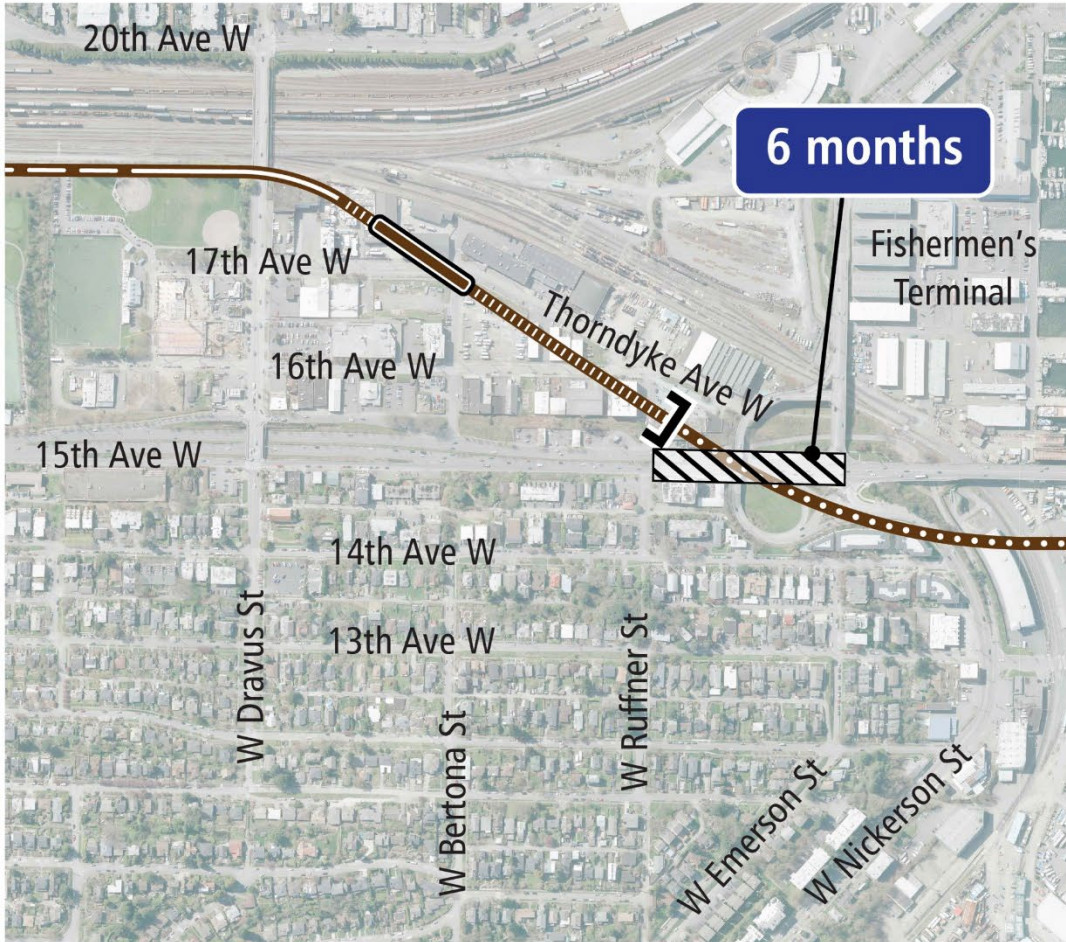 20th Ave W
6 months
Fishermen's
Terminal
17th Ave W
Thorndyke Ave W
16th Ave W
15th Ave W
14th Ave W
13th Ave W
W Dravus St
W Bertona St
W Ruffner St
W Emerson St
W Nickerson St